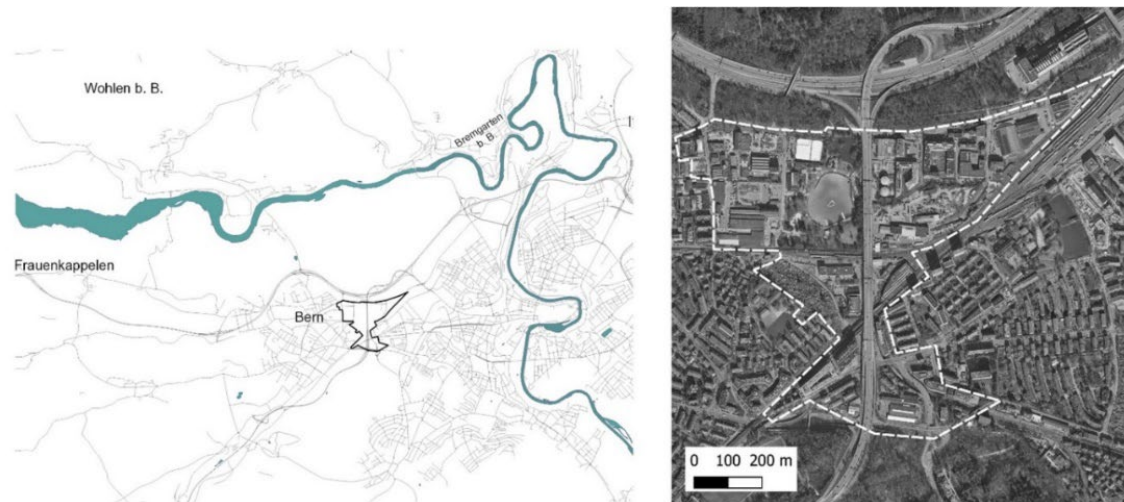 Wohlen b. B.
Bremgarten
b. B.
Frauenkappelen
Bern
0 100 200 m